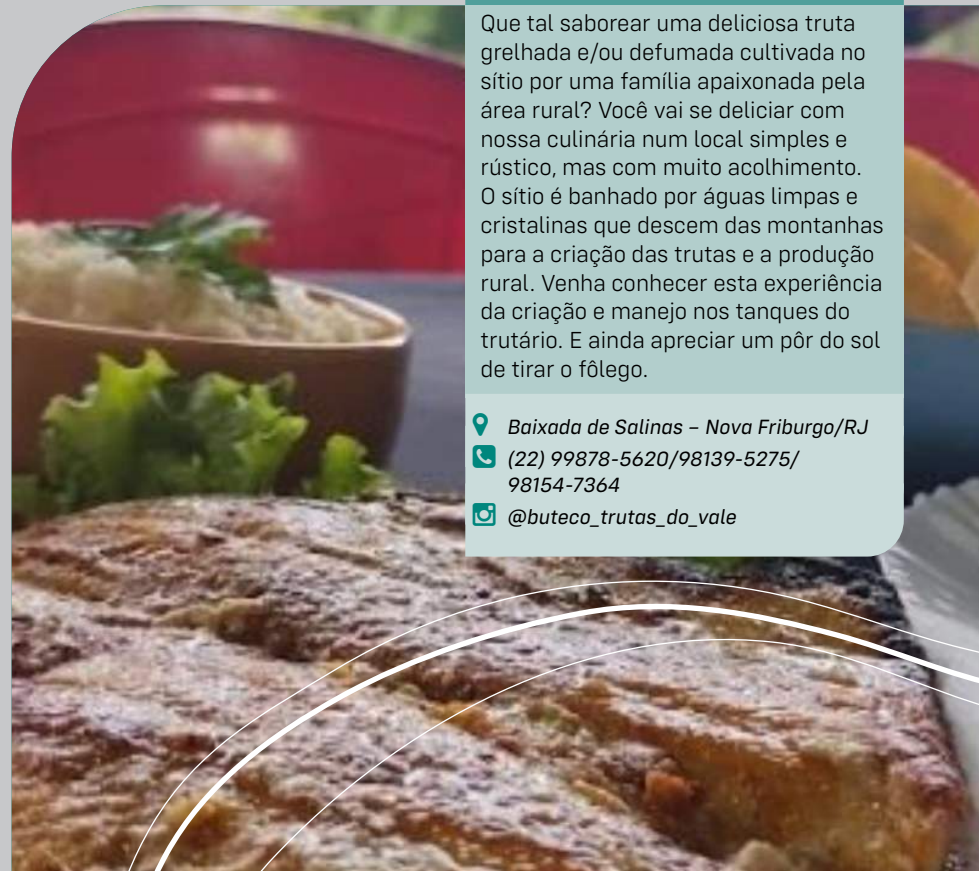 Que tal saborear uma deliciosa truta
grelhada e/ou defumada cultivada no
sítio por uma família apaixonada pela
área rural? Você vai se deliciar com
nossa culinária num local simples e
rústico, mas com muito acolhimento.
O sítio é banhado por águas limpas e
cristalinas que descem das montanhas
para a criação das trutas e a produção
rural. Venha conhecer esta experiência
da criação e manejo nos tanques do
trutário. E ainda apreciar um pôr do sol
de tirar o fôlego.
Baixada de Salinas – Nova Friburgo/RJ
(22) 99878-5620/98139-5275/
98154-7364
@buteco_trutas_do_vale